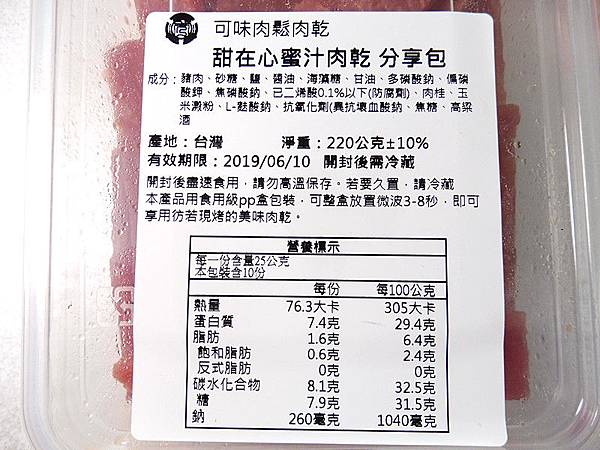 可味肉鬆肉乾
甜在心蜜汁肉乾 分享包
成分：豬肉、砂糖、鹽、醬油、海藻糖、甘油、多磷酸鈉、偏磷
酸鉀、焦磷酸鈉、己二烯酸0.1%以下(防腐劑)、肉桂、玉
米澱粉、L-麩酸鈉、抗氧化劑(異抗壞血酸鈉、焦糖、高粱
酒
產地：台灣 淨重：220公克±10%
有效期限：2019/06/10 開封後需冷藏
開封後盡速食用，請勿高溫保存。若要久置，請冷藏
本產品用食用級pp盒包裝，可整盒放置微波3-8秒，即可
享用彷若現烤的美味肉乾。
營養標示
每一份含量25公克
本包裝含10份
每份 每100公克
熱量 76.3大卡 305大卡
蛋白質 7.4克 29.4克
脂肪 1.6克 6.4克
飽和脂肪 0.6克 2.4克
反式脂肪 0克 0克
碳水化合物 8.1克 32.5克
糖 7.9克 31.5克
鈉 260毫克 1040毫克